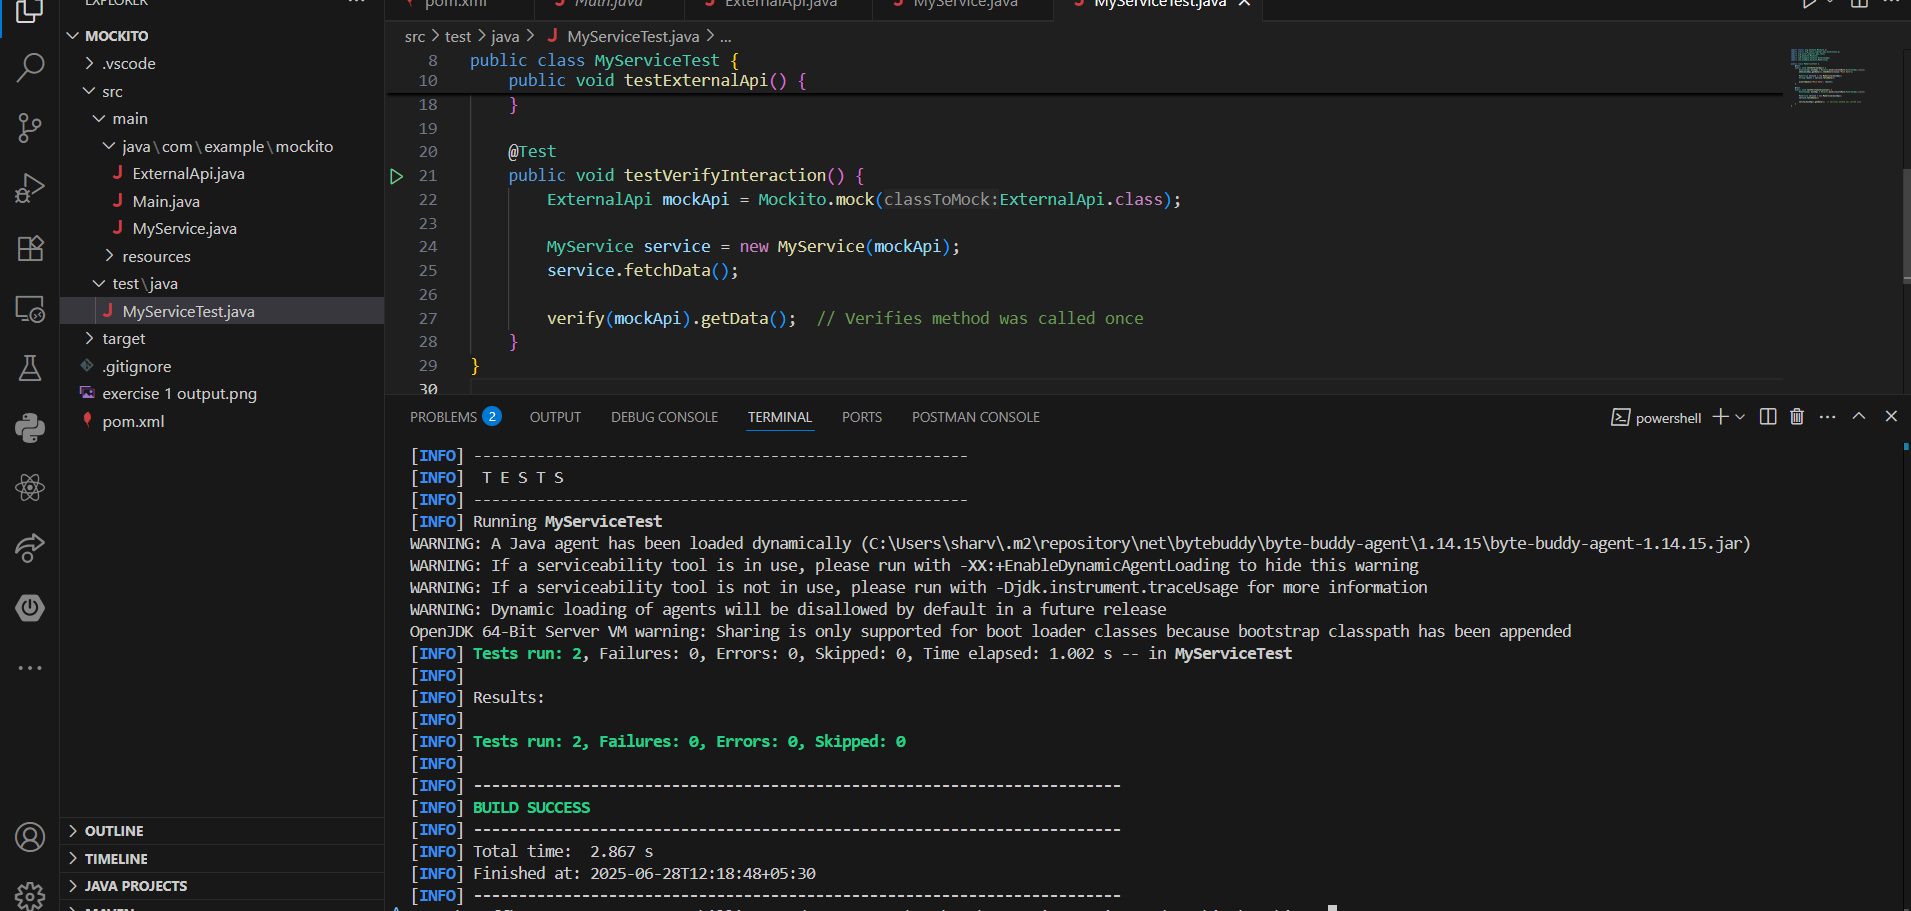 EXPLORER
MOCKITO
.vscode
src
main
java\com\example\mockito
ExternalApi.java
Main.java
MyService.java
resources
test\java
MyServiceTest.java
target
.gitignore
exercise 1 output.png
pom.xml
OUTLINE
TIMELINE
JAVA PROJECTS
MAVEN
pom.xml
Main.java
ExternalApi.java
MyService.java
MyServiceTest.java
src > test > java > MyServiceTest.java > ...
8 public class MyServiceTest {
10 public void testExternalApi() {
18 }
19
20 @Test
21 public void testVerifyInteraction() {
22 ExternalApi mockApi = Mockito.mock(classToMock:ExternalApi.class);
23
24 MyService service = new MyService(mockApi);
25 service.fetchData();
26
27 verify(mockApi).getData();  // Verifies method was called once
28 }
29 }
30
PROBLEMS 2 OUTPUT DEBUG CONSOLE TERMINAL PORTS POSTMAN CONSOLE
powershell
[INFO] -------------------------------------------------------
[INFO]  T E S T S
[INFO] -------------------------------------------------------
[INFO] Running MyServiceTest
WARNING: A Java agent has been loaded dynamically (C:\Users\sharv\.m2\repository\net\bytebuddy\byte-buddy-agent\1.14.15\byte-buddy-agent-1.14.15.jar)
WARNING: If a serviceability tool is in use, please run with -XX:+EnableDynamicAgentLoading to hide this warning
WARNING: If a serviceability tool is not in use, please run with -Djdk.instrument.traceUsage for more information
WARNING: Dynamic loading of agents will be disallowed by default in a future release
OpenJDK 64-Bit Server VM warning: Sharing is only supported for boot loader classes because bootstrap classpath has been appended
[INFO] Tests run: 2, Failures: 0, Errors: 0, Skipped: 0, Time elapsed: 1.002 s -- in MyServiceTest
[INFO]
[INFO] Results:
[INFO]
[INFO] Tests run: 2, Failures: 0, Errors: 0, Skipped: 0
[INFO]
[INFO] ------------------------------------------------------------------------
[INFO] BUILD SUCCESS
[INFO] ------------------------------------------------------------------------
[INFO] Total time:  2.867 s
[INFO] Finished at: 2025-06-28T12:18:48+05:30
[INFO] ------------------------------------------------------------------------